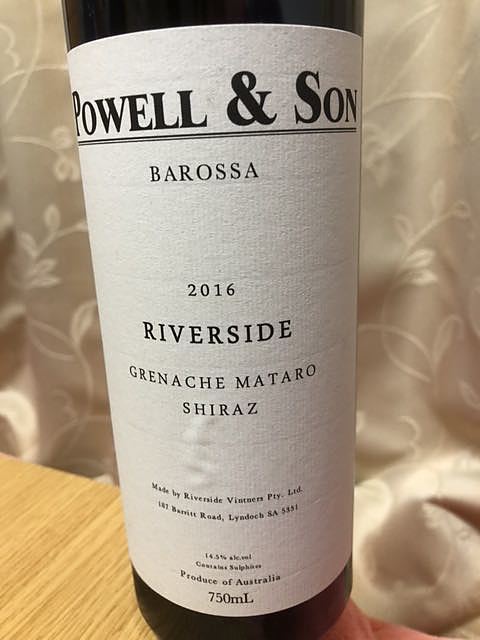 POWELL & SON
BAROSSA
2016
RIVERSIDE
GRENACHE MATARO
SHIRAZ
Made by Riverside Vintners Pty. Ltd.
187 Barritt Road, Lyndoch SA 5351
14.5% alc.vol
Contains Sulphites
Produce of Australia
750mL